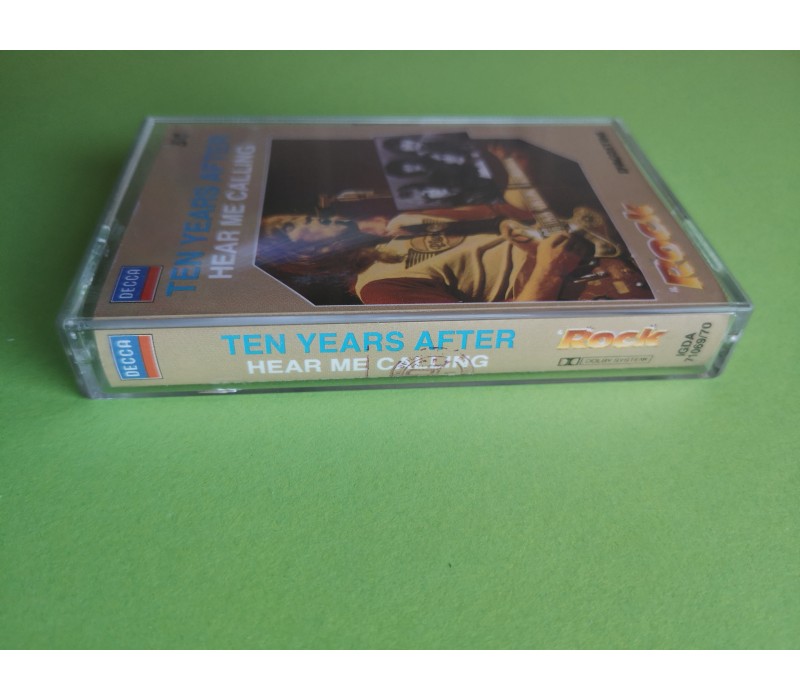 DECCA
TEN YEARS AFTER
HEAR ME CALLING
Rock
DECCA
TEN YEARS AFTER
HEAR ME CALLING
Rock
DOLBY SYSTEM
IGDA
71069/70